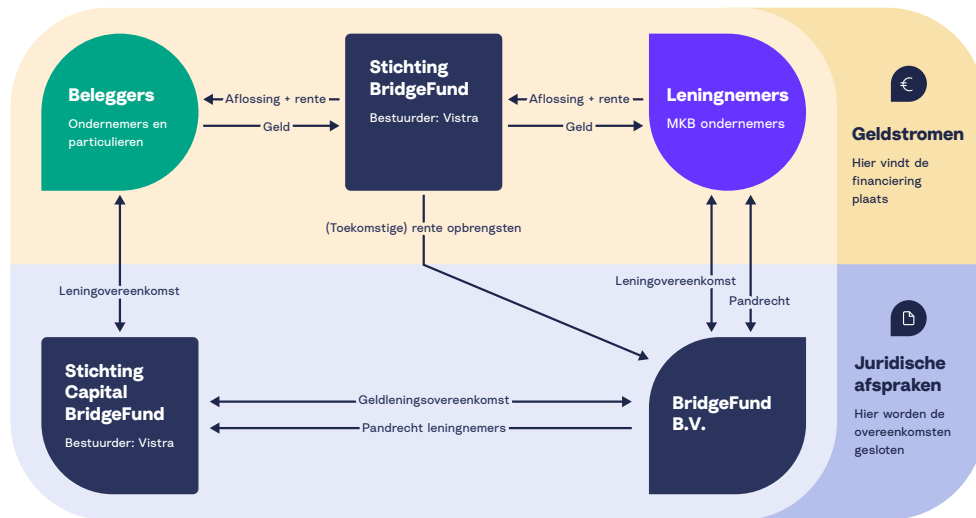 Beleggers
Ondernemers en
particulieren
Aflossing + rente
Geld
Stichting
BridgeFund
Bestuurder: Vistra
Aflossing + rente
Geld
Leningnemers
MKB ondernemers
Geldstromen
Hier vindt de
financiering
plaats
(Toekomstige) rente opbrengsten
Leningovereenkomst
Leningovereenkomst
Pandrecht
Stichting
Capital
BridgeFund
Bestuurder: Vistra
Geldleningsovereenkomst
Pandrecht leningnemers
BridgeFund
B.V.
Juridische
afspraken
Hier worden de
overeenkomsten
gesloten